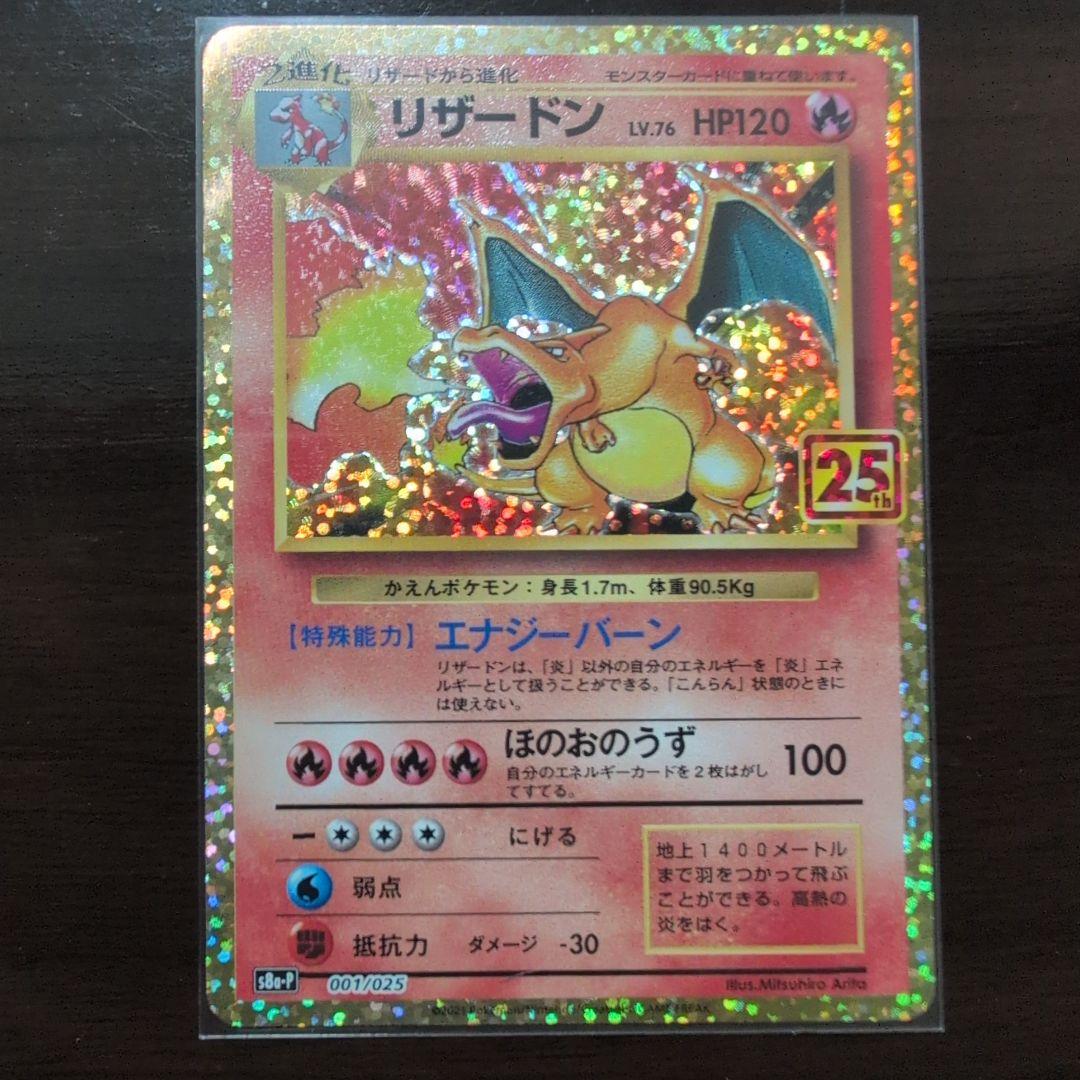 2進化 リザードから進化 モンスターカードに重ねて使います。
リザードン LV.76 HP120
25th
かえんポケモン：身長1.7m、体重90.5Kg
【特殊能力】 エナジーバーン
リザードンは、「炎」以外の自分のエネルギーを「炎」エネ
ルギーとして扱うことができる。「こんらん」状態のときに
は使えない。
ほのおのうず 100
自分のエネルギーカードを2枚はがし
てすてる。
ー にげる
弱点
抵抗力 ダメージ -30
地上1400メートル
まで羽をつかって飛ぶ
ことができる。高熱の
炎をはく。
s8a-P 001/025
Illus.Mitsuhiro Arita
©2021 Pokémon/Nintendo/Creatures/GAME FREAK